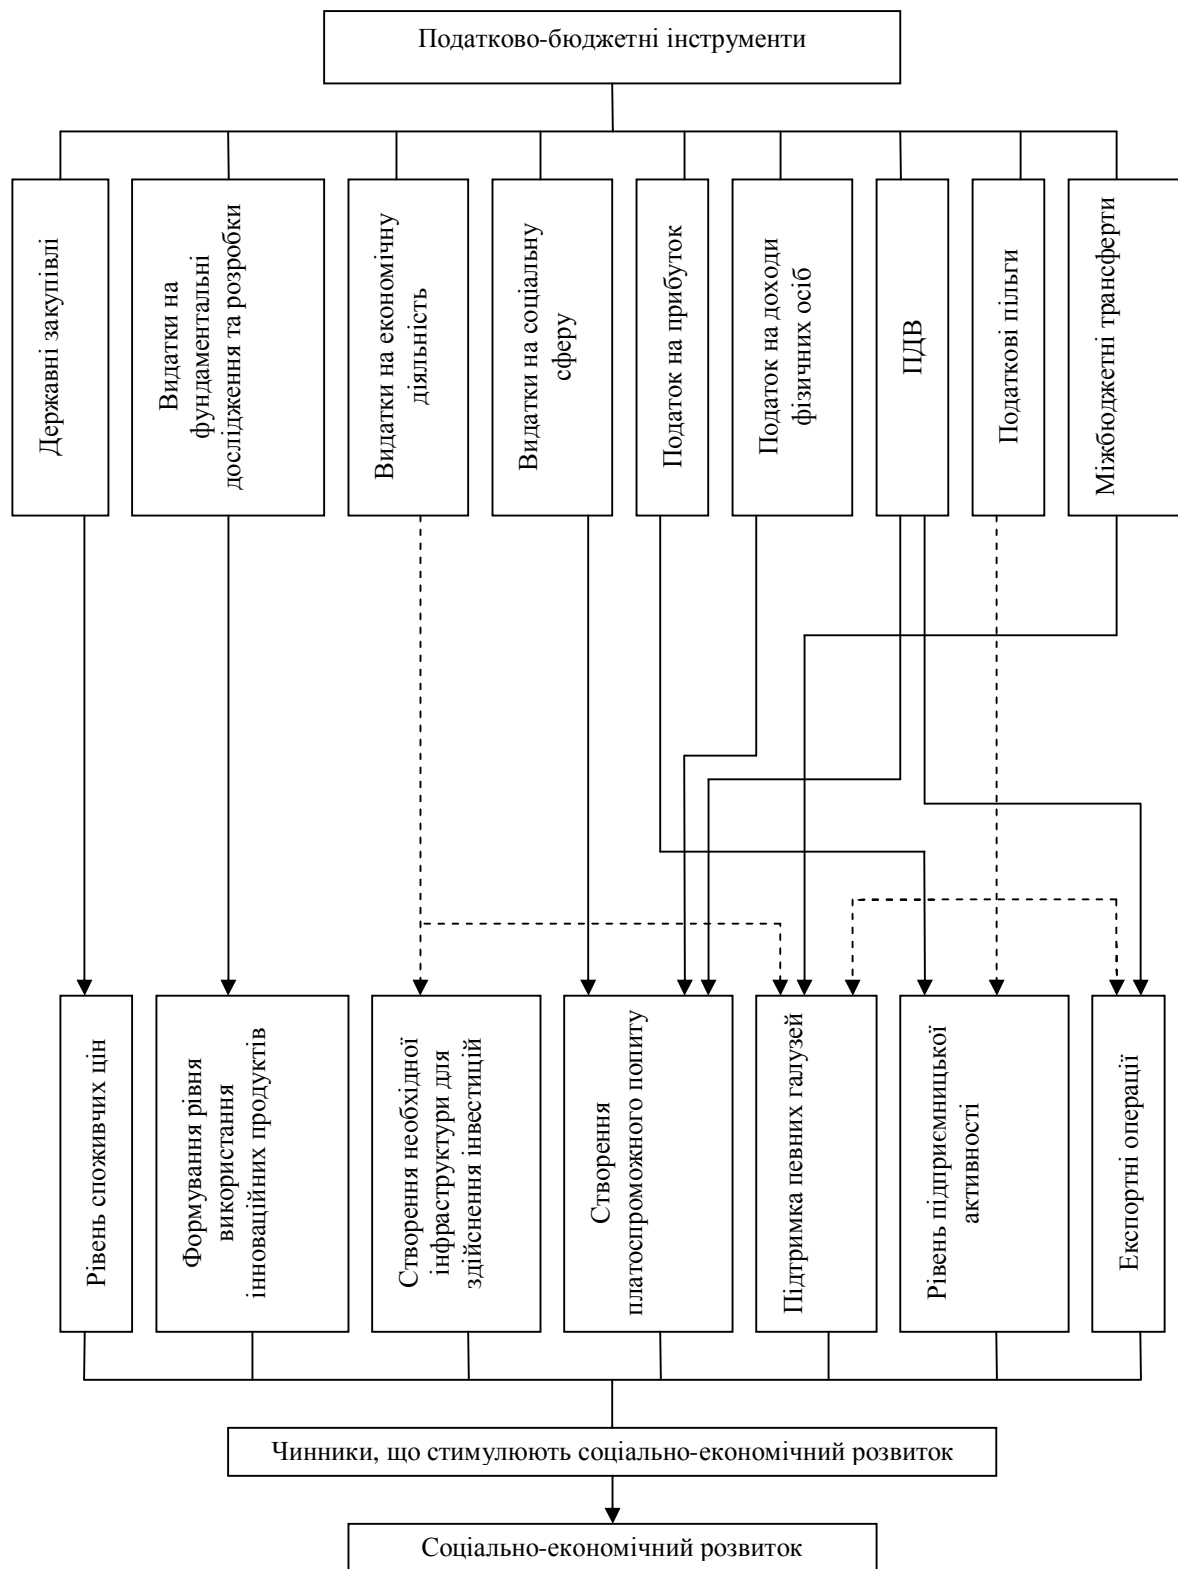 Податково-бюджетні інструменти
Державні закупівлі
Видатки на
фундаментальні
дослідження та розробки
Видатки на економічну
діяльність
Видатки на соціальну
сферу
Податок на прибуток
Податок на доходи
фізичних осіб
ПДВ
Податкові пільги
Міжбюджетні трансферти
Рівень споживчих цін
Формування рівня
використання
інноваційних продуктів
Створення необхідної
інфраструктури для
здійснення інвестицій
Створення
платоспроможного попиту
Підтримка певних галузей
Рівень підприємницької
активності
Експортні операції
Чинники, що стимулюють соціально-економічний розвиток
Соціально-економічний розвиток